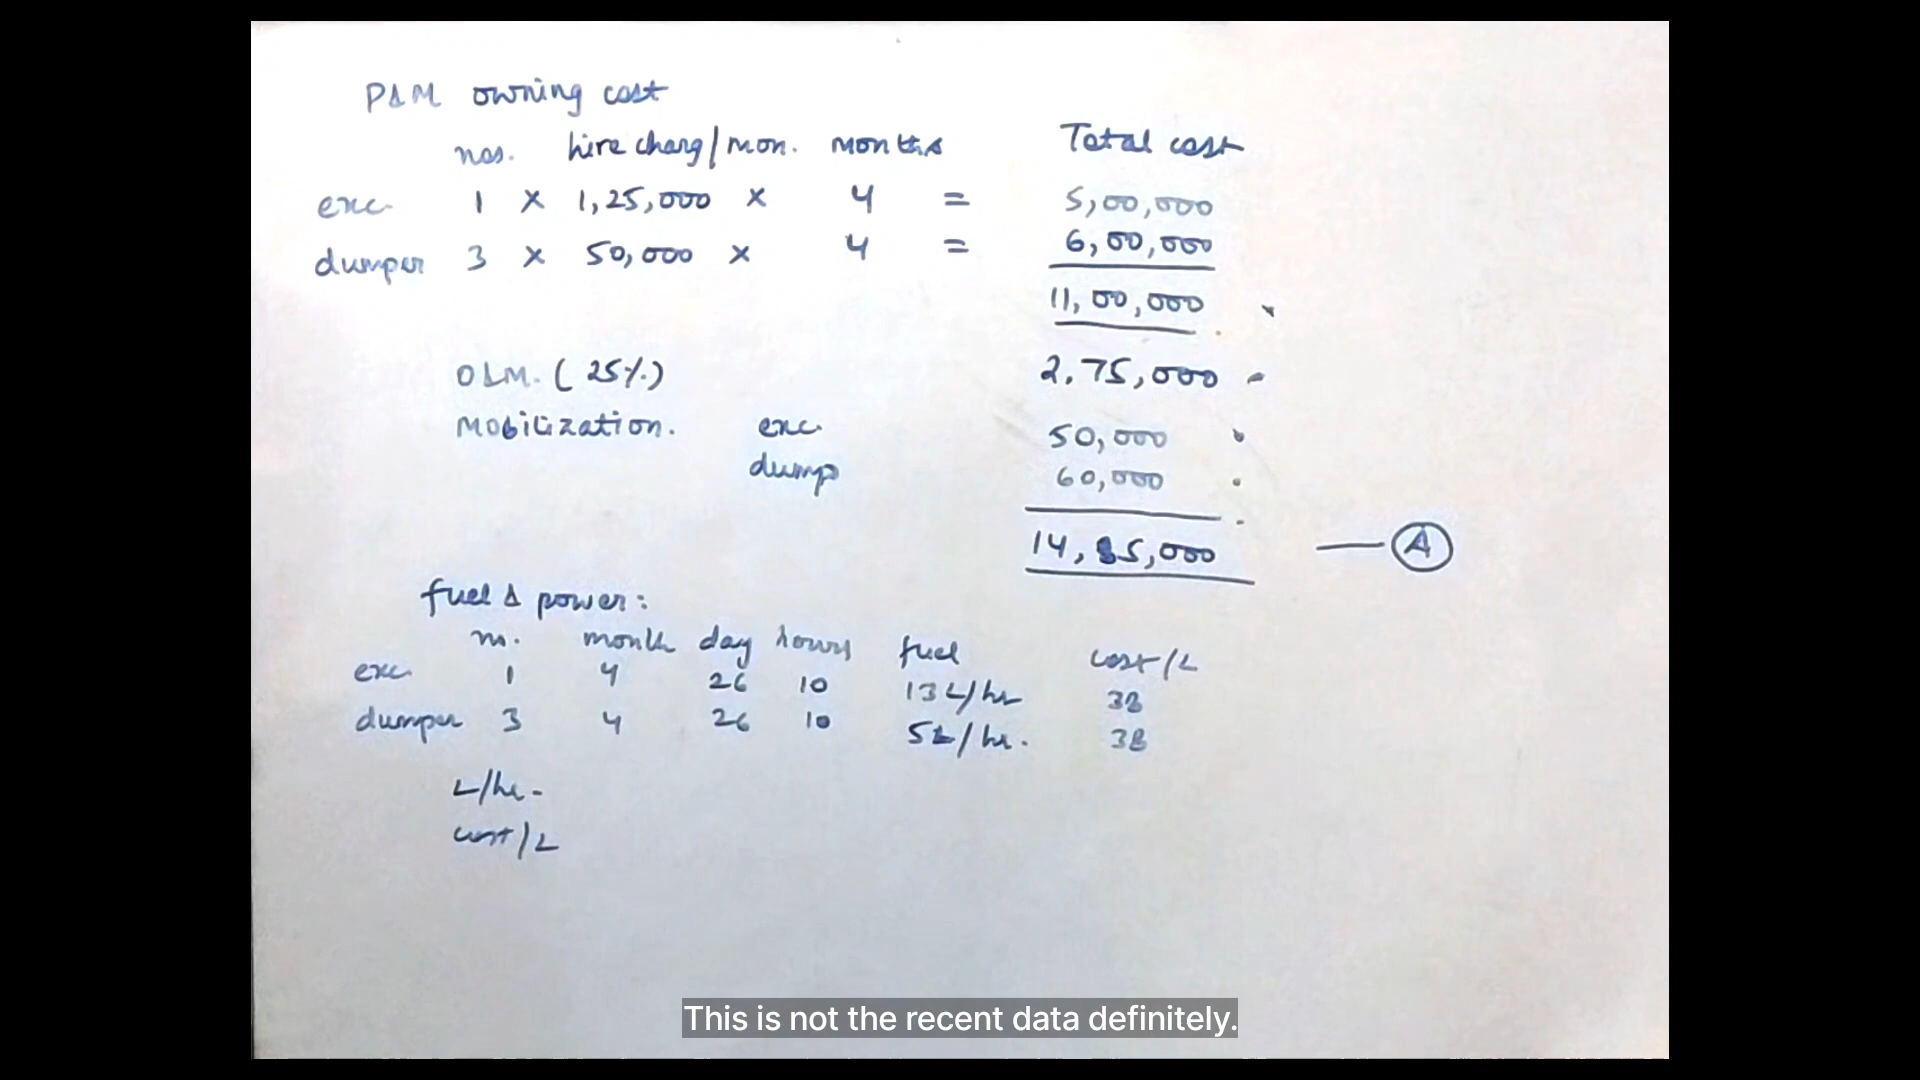 P&M owning cost
nos. hire charg/mon. months Total cost
exc. 1 × 1,25,000 × 4 = 5,00,000
dumper 3 × 50,000 × 4 = 6,00,000
11,00,000
O&M. (25%) 2.75,000
Mobilization. exc. 50,000
dump 60,000
14,85,000 — A
fuel & power:
no. month day hours fuel cost/L
exc. 1 4 26 10 13 L/hr 38
dumper 3 4 26 10 5L/hr. 38
L/hr.
cost/L
This is not the recent data definitely.